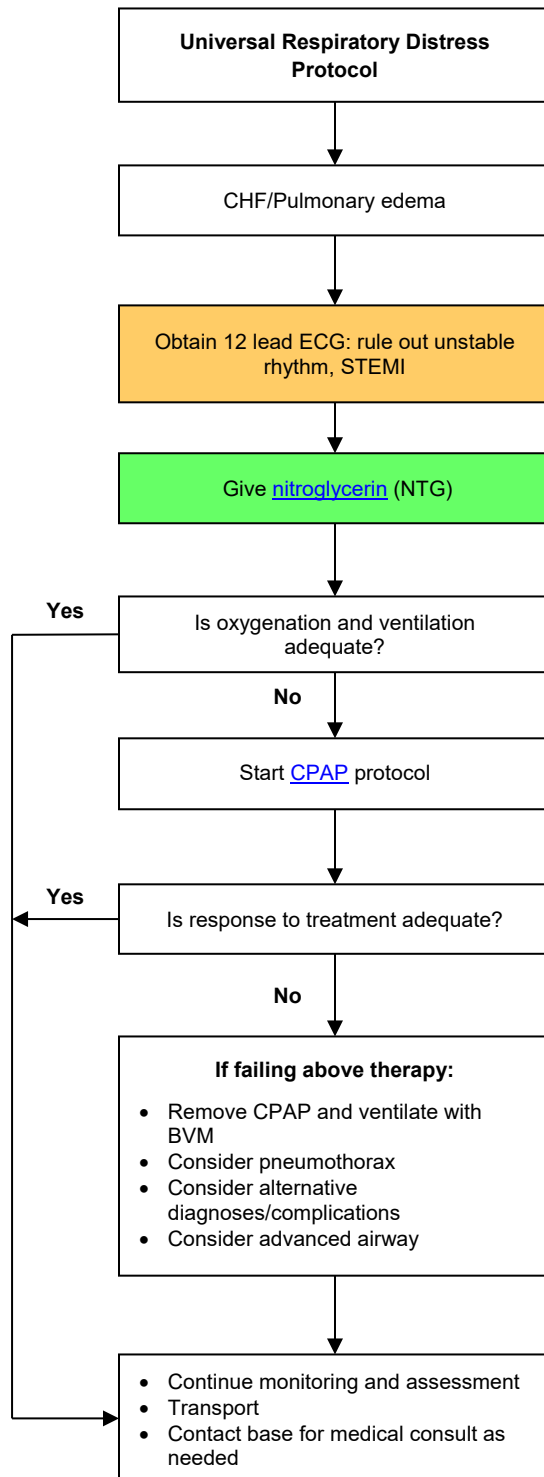 Universal Respiratory Distress
Protocol
CHF/Pulmonary edema
Obtain 12 lead ECG: rule out unstable
rhythm, STEMI
Give nitroglycerin (NTG)
Yes
Is oxygenation and ventilation
adequate?
No
Start CPAP protocol
Yes
Is response to treatment adequate?
No
If failing above therapy:
• Remove CPAP and ventilate with
BVM
• Consider pneumothorax
• Consider alternative
diagnoses/complications
• Consider advanced airway
• Continue monitoring and assessment
• Transport
• Contact base for medical consult as
needed